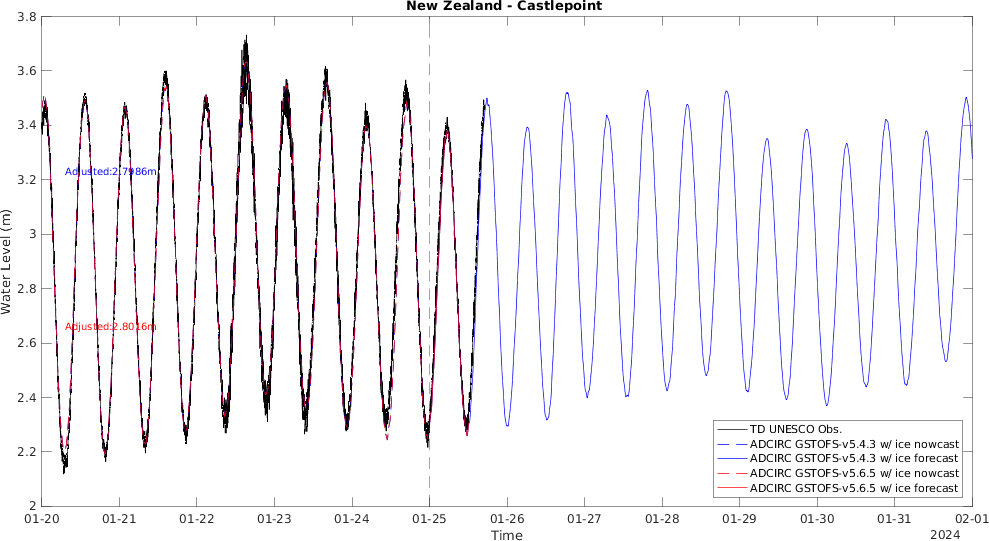 New Zealand - Castlepoint
3.8
3.6
3.4
3.2
3
2.8
2.6
2.4
2.2
2
Water Level (m)
Adjusted:2.7986m
Adjusted:2.8016m
TD UNESCO Obs.
ADCIRC GSTOFS-v5.4.3 w/ ice nowcast
ADCIRC GSTOFS-v5.4.3 w/ ice forecast
ADCIRC GSTOFS-v5.6.5 w/ ice nowcast
ADCIRC GSTOFS-v5.6.5 w/ ice forecast
01-20 01-21 01-22 01-23 01-24 01-25 01-26 01-27 01-28 01-29 01-30 01-31 02-01
Time
2024